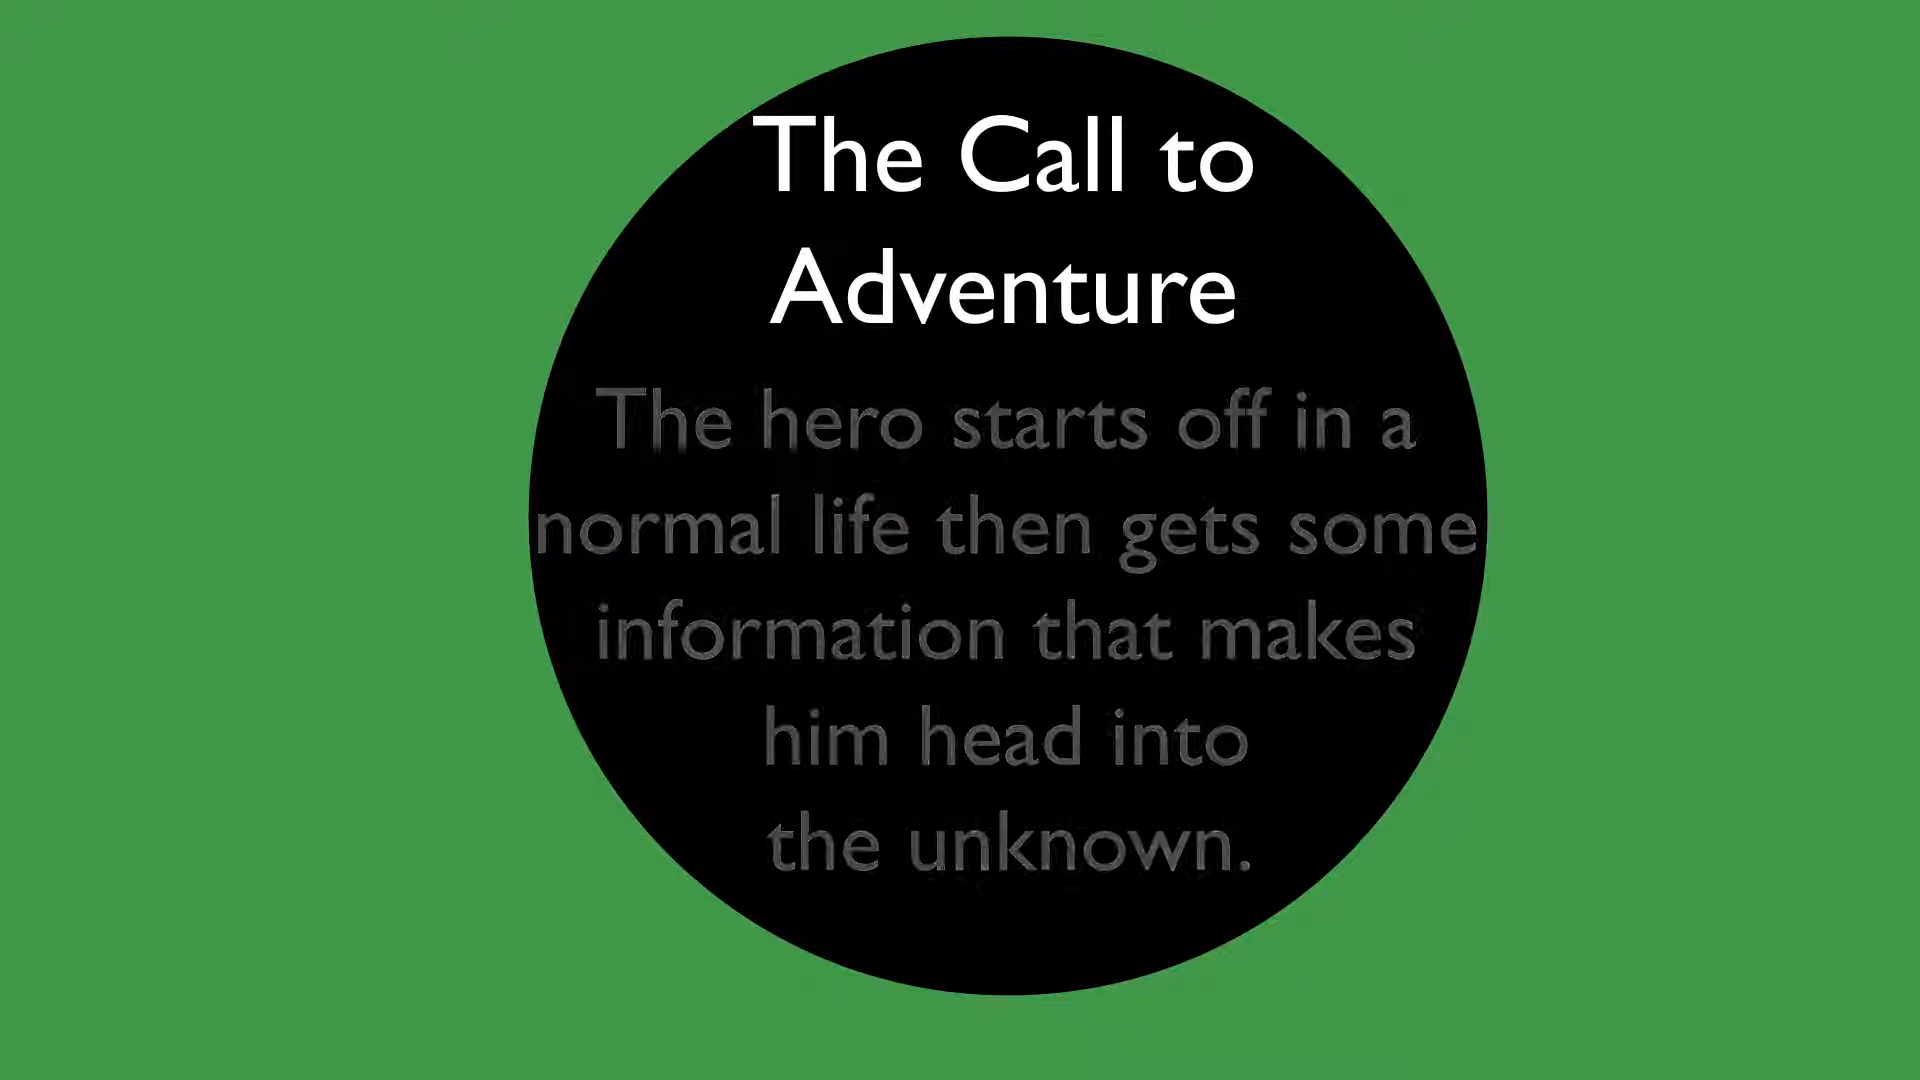 The Call to
Adventure
The hero starts off in a
normal life then gets some
information that makes
him head into
the unknown.